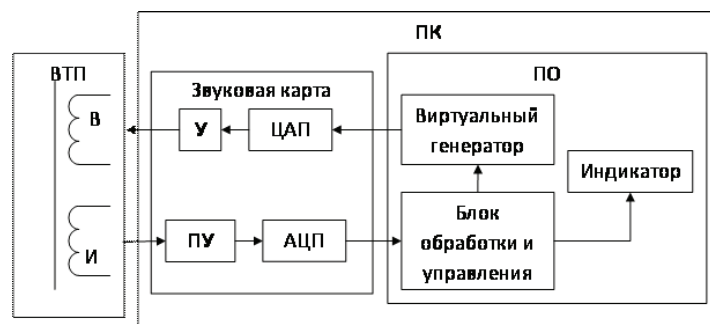 ПК
ВТП
Звуковая карта
ПО
В
У
ЦАП
Виртуальный
генератор
Индикатор
И
ПУ
АЦП
Блок
обработки и
управления